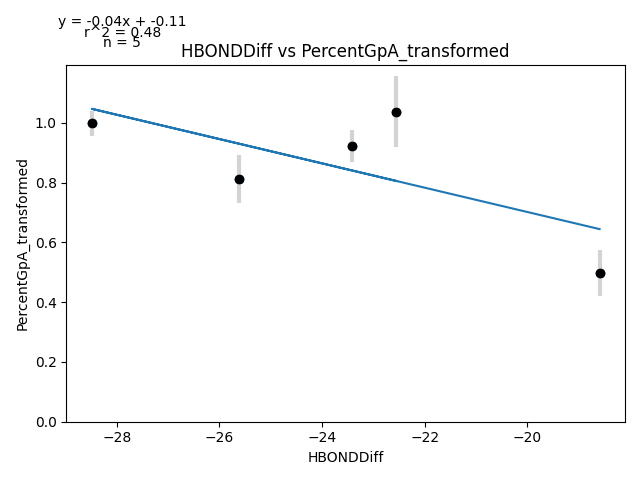 y = -0.04x + -0.11
r^2 = 0.48
n = 5
HBONDDiff vs PercentGpA_transformed
PercentGpA_transformed
1.0
0.8
0.6
0.4
0.2
0.0
−28
−26
−24
−22
−20
HBONDDiff